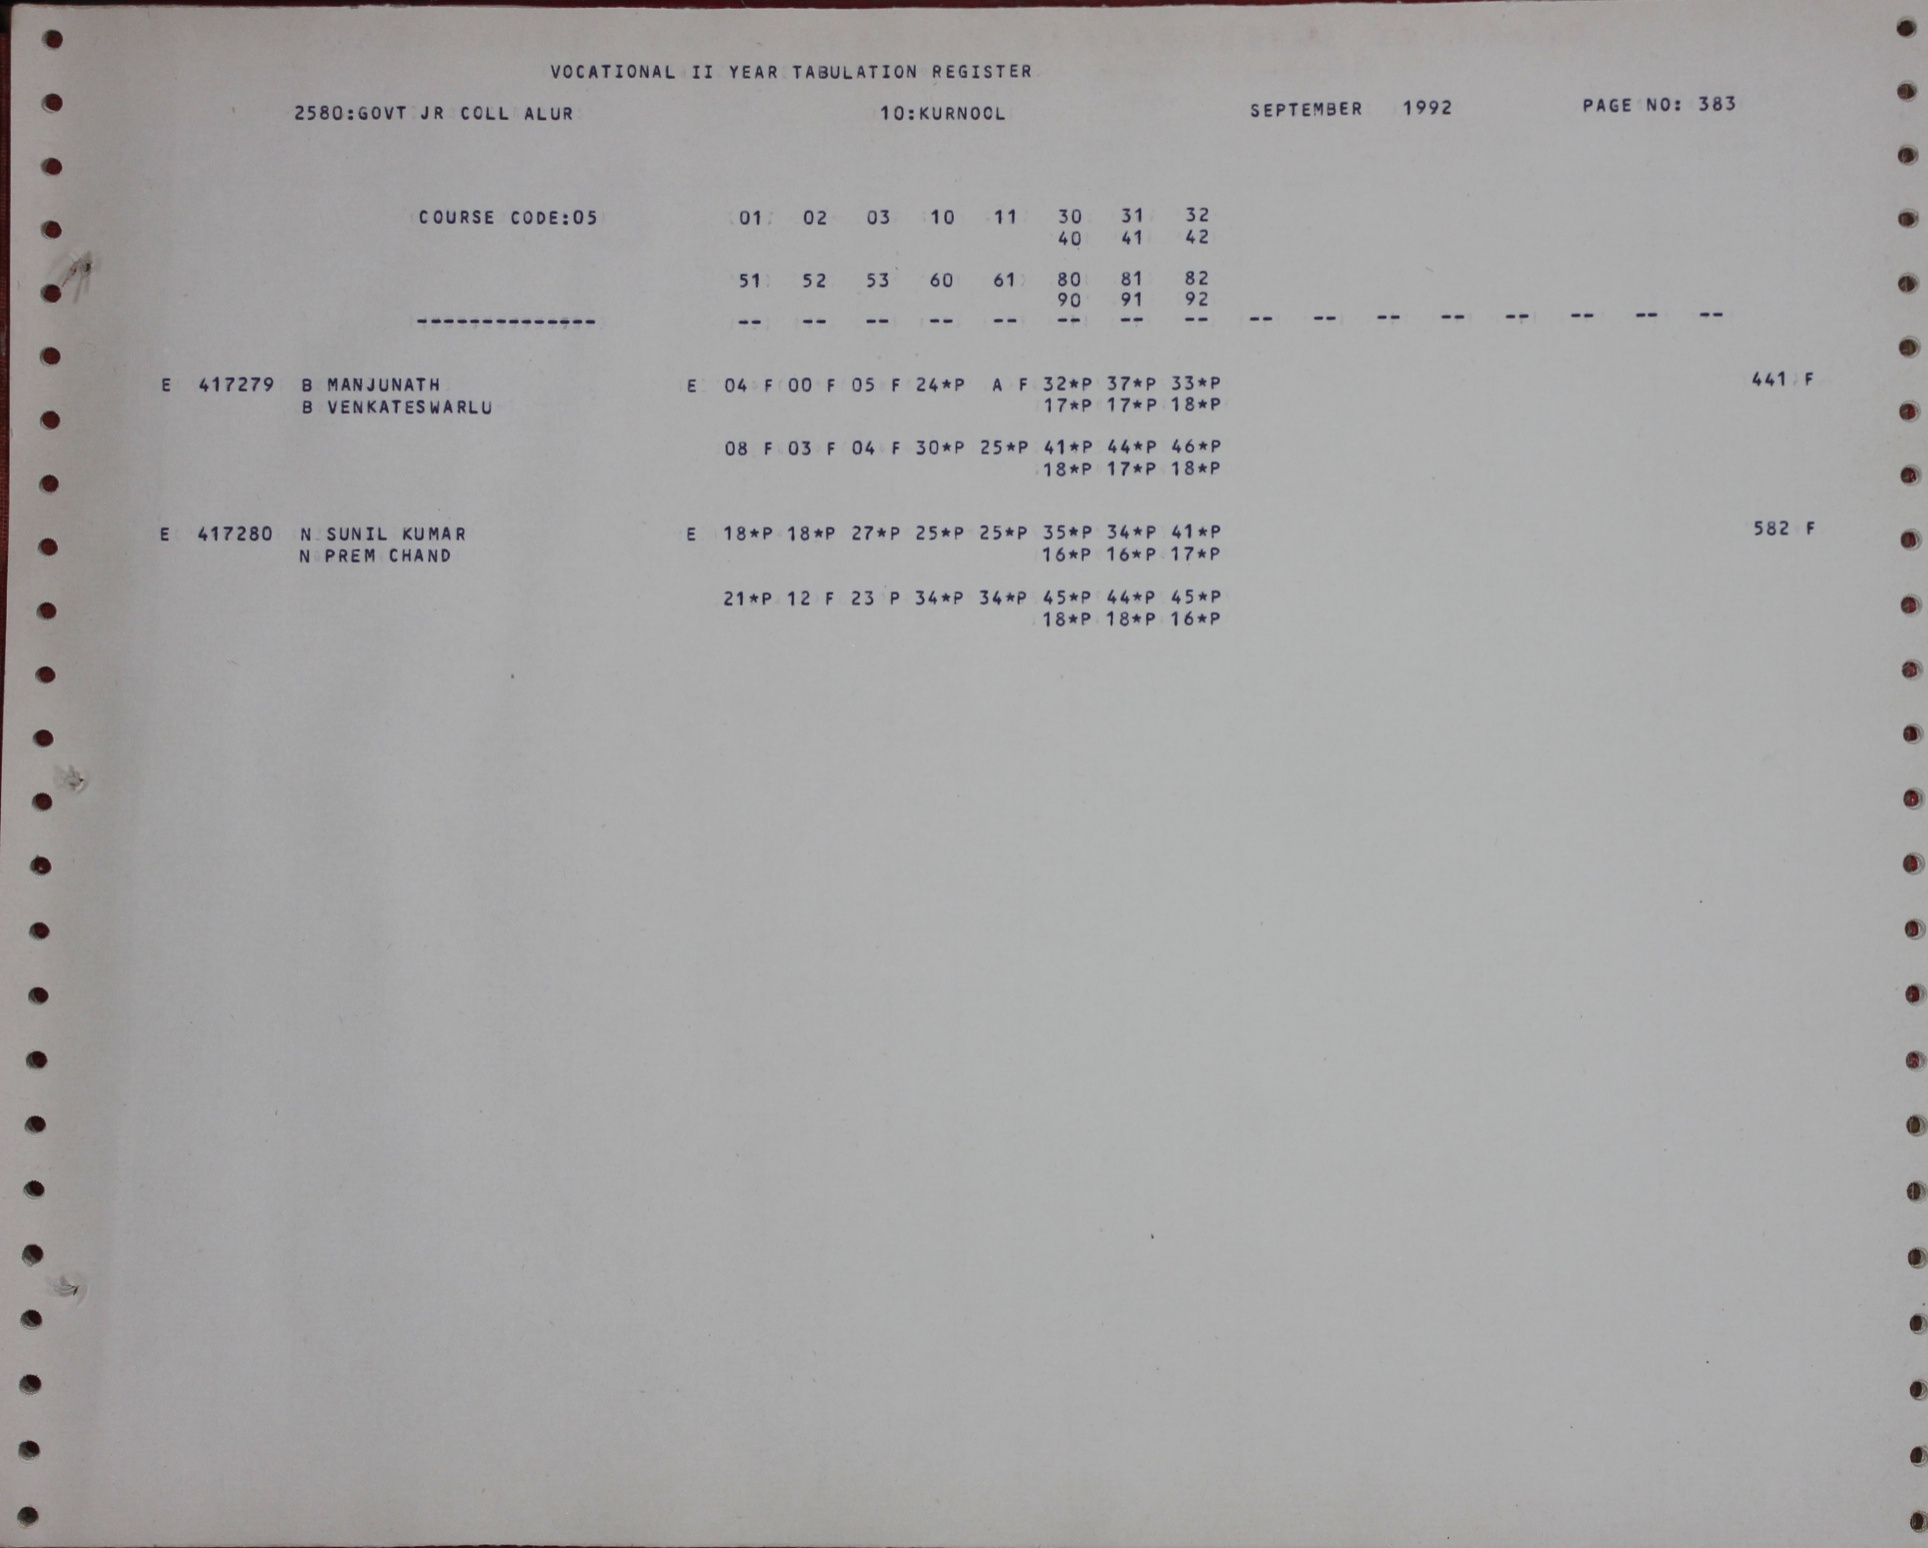 VOCATIONAL II YEAR TABULATION REGISTER
2580:GOVT JR COLL ALUR 10:KURNOOL SEPTEMBER 1992 PAGE NO: 383
COURSE CODE:05 01 02 03 10 11 30 31 32
40 41 42
51 52 53 60 61 80 81 82
90 91 92
-------------- -- -- -- -- -- -- -- -- -- -- -- -- -- -- -- --
E 417279 B MANJUNATH E 04 F 00 F 05 F 24*P A F 32*P 37*P 33*P 441 F
B VENKATESWARLU 17*P 17*P 18*P
08 F 03 F 04 F 30*P 25*P 41*P 44*P 46*P
18*P 17*P 18*P
E 417280 N SUNIL KUMAR E 18*P 18*P 27*P 25*P 25*P 35*P 34*P 41*P 582 F
N PREM CHAND 16*P 16*P 17*P
21*P 12 F 23 P 34*P 34*P 45*P 44*P 45*P
18*P 18*P 16*P